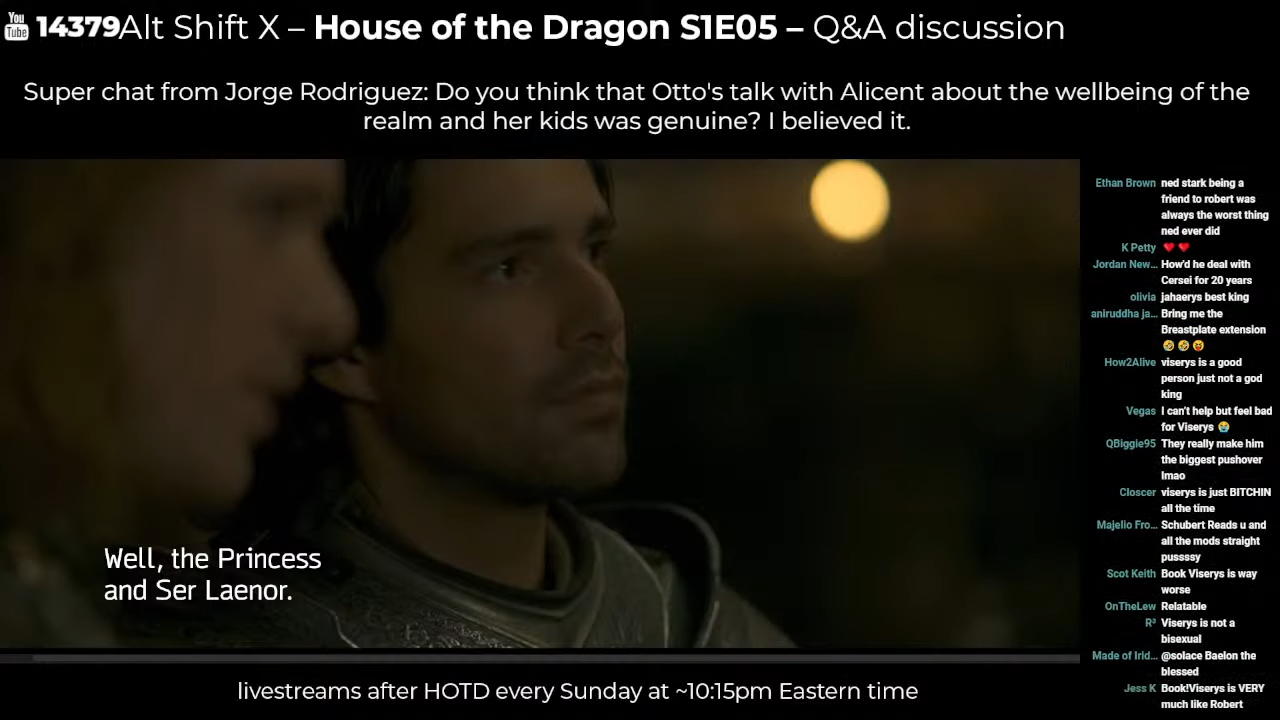 You
Tube
14379 Alt Shift X – House of the Dragon S1E05 – Q&A discussion
Super chat from Jorge Rodriguez: Do you think that Otto's talk with Alicent about the wellbeing of the
realm and her kids was genuine? I believed it.
Well, the Princess
and Ser Laenor.
Ethan Brown ned stark being a
friend to robert was
always the worst thing
ned ever did
K Petty ❤️ ❤️
Jordan New... How'd he deal with
Cersei for 20 years
olivia jahaerys best king
aniruddha ja... Bring me the
Breastplate extension
🤣 🤣 😝
How2Alive viserys is a good
person just not a god
king
Vegas I can't help but feel bad
for Viserys 😭
QBiggie95 They really make him
the biggest pushover
lmao
Closcer viserys is just BITCHIN
all the time
Majelio Fro... Schubert Reads u and
all the mods straight
pussssy
Scot Keith Book Viserys is way
worse
OnTheLew Relatable
R³ Viserys is not a
bisexual
Made of Irid... @solace Baelon the
blessed
Jess K Book!Viserys is VERY
much like Robert
livestreams after HOTD every Sunday at ~10:15pm Eastern time